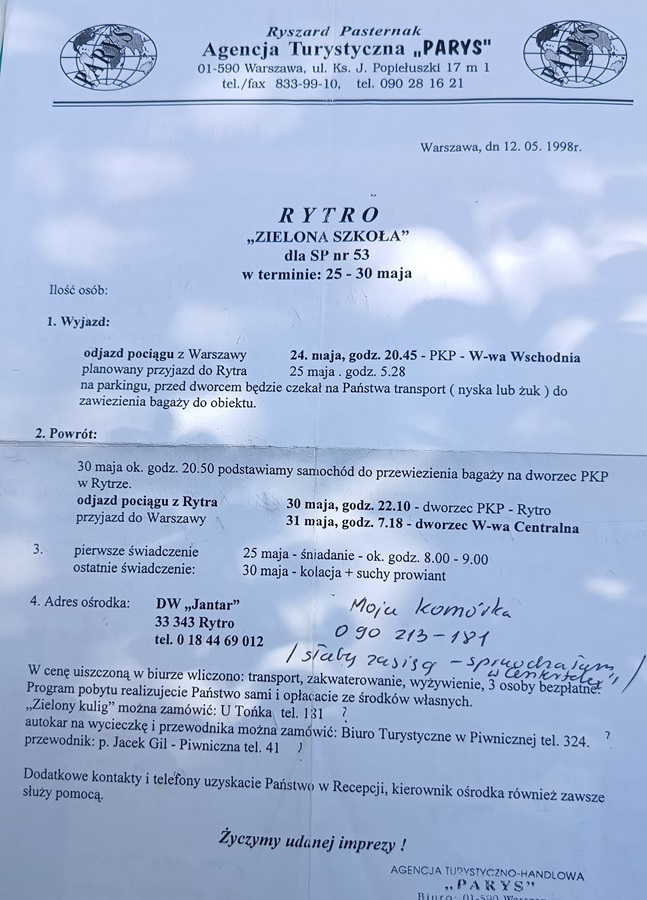 PARYS
Ryszard Pasternak
Agencja Turystyczna „PARYS"
01-590 Warszawa, ul. Ks. J. Popiełuszki 17 m 1
tel./fax 833-99-10, tel. 090 28 16 21
PARYS
Warszawa, dn 12. 05. 1998r.
RYTRO
„ZIELONA SZKOŁA”
dla SP nr 53
w terminie: 25 - 30 maja
Ilość osób:
1. Wyjazd:
odjazd pociągu z Warszawy 24. maja, godz. 20.45 - PKP - W-wa Wschodnia
planowany przyjazd do Rytra 25 maja . godz. 5.28
na parkingu, przed dworcem będzie czekał na Państwa transport ( nyska lub żuk ) do
zawiezienia bagaży do obiektu.
2. Powrót:
30 maja ok. godz. 20.50 podstawiamy samochód do przewiezienia bagaży na dworzec PKP
w Rytrze.
odjazd pociągu z Rytra 30 maja, godz. 22.10 - dworzec PKP - Rytro
przyjazd do Warszawy 31 maja, godz. 7.18 - dworzec W-wa Centralna
3. pierwsze świadczenie 25 maja - śniadanie - ok. godz. 8.00 - 9.00
ostatnie świadczenie: 30 maja - kolacja + suchy prowiant
4. Adres ośrodka: DW „Jantar”
33 343 Rytro
tel. 0 18 44 69 012
Moja komórka
090 213-181
/ słaby zasięg - sprawdzałem
W cenę uiszczoną w biurze wliczono: transport, zakwaterowanie, wyżywienie, 3 osoby bezpłatne.
Program pobytu realizujecie Państwo sami i opłacacie ze środków własnych.
„Zielony kulig” można zamówić: U Tońka tel. 131 ?
autokar na wycieczkę i przewodnika można zamówić: Biuro Turystyczne w Piwnicznej tel. 324. ?
przewodnik: p. Jacek Gil - Piwniczna tel. 41
Dodatkowe kontakty i telefony uzyskacie Państwo w Recepcji, kierownik ośrodka również zawsze
służy pomocą.
Życzymy udanej imprezy !
AGENCJA TURYSTYCZNO-HANDLOWA
„PARYS”
Biuro: 01-590